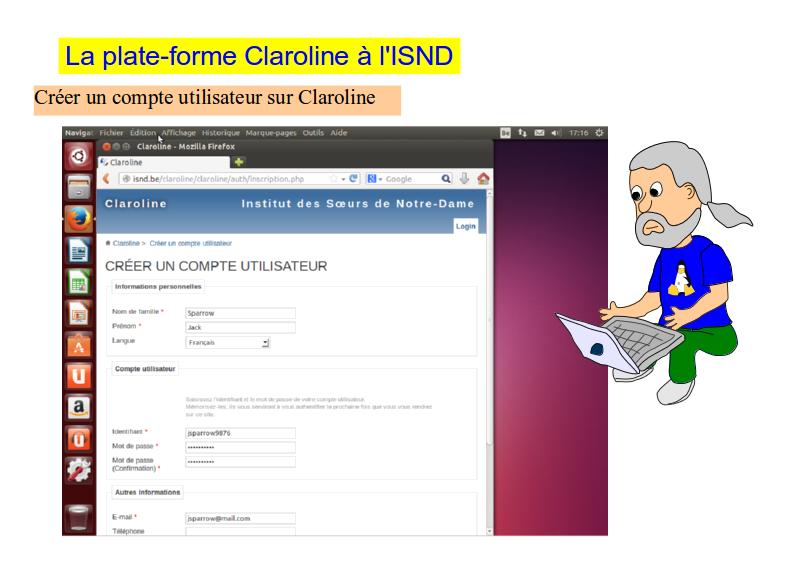 La plate-forme Claroline à l'ISND
Créer un compte utilisateur sur Claroline
Navigat Fichier Édition Affichage Historique Marque-pages Outils Aide Be 17:16
Claroline - Mozilla Firefox
Claroline
isnd.be/claroline/claroline/auth/inscription.php Google
Claroline Institut des Sœurs de Notre-Dame
Login
Claroline > Créer un compte utilisateur
CRÉER UN COMPTE UTILISATEUR
Informations personnelles
Nom de famille * Sparrow
Prénom * Jack
Langue Français
Compte utilisateur
Saisissez l'identifiant et le mot de passe de votre compte utilisateur.
Mémorisez-les, ils vous serviront à vous authentifier la prochaine fois que vous vous rendrez
sur ce site.
Identifiant * jsparrow9876
Mot de passe * ••••••••••
Mot de passe
(Confirmation) * ••••••••••
Autres informations
E-mail * jsparrow@mail.com
Téléphone